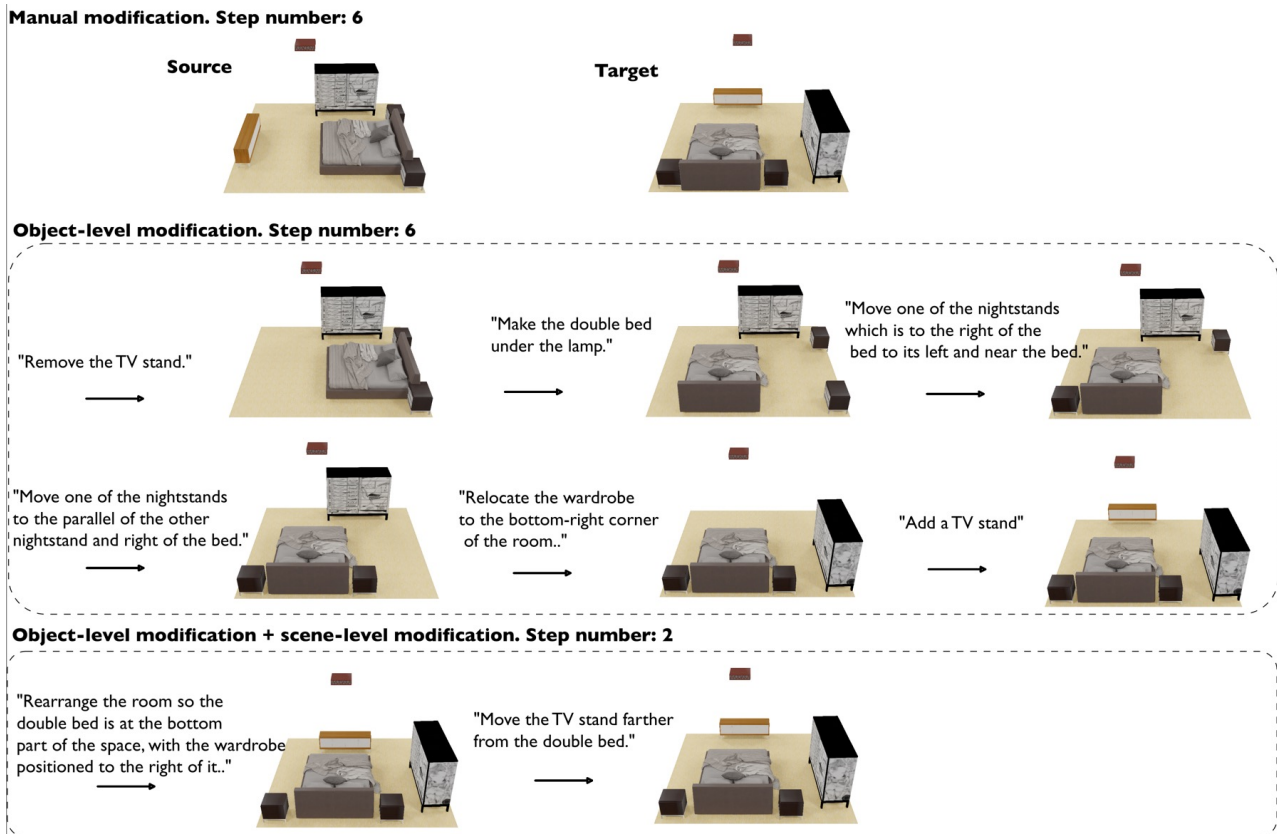 Manual modification. Step number: 6
Source
Target
Object-level modification. Step number: 6
"Remove the TV stand."
"Make the double bed
under the lamp."
"Move one of the nightstands
which is to the right of the
bed to its left and near the bed."
"Move one of the nightstands
to the parallel of the other
nightstand and right of the bed."
"Relocate the wardrobe
to the bottom-right corner
of the room.."
"Add a TV stand"
Object-level modification + scene-level modification. Step number: 2
"Rearrange the room so the
double bed is at the bottom
part of the space, with the wardrobe
positioned to the right of it.."
"Move the TV stand farther
from the double bed."